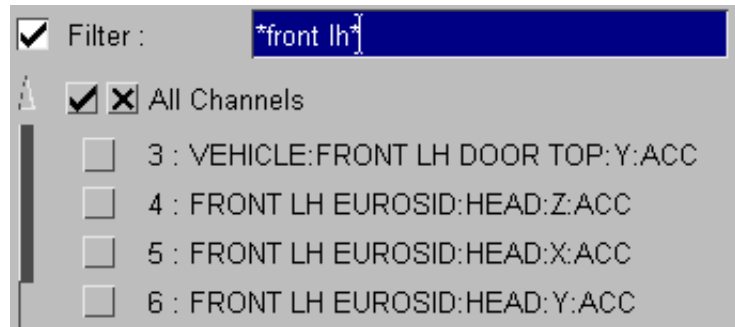 Filter : *front lh*
All Channels
3 : VEHICLE:FRONT LH DOOR TOP:Y:ACC
4 : FRONT LH EUROSID:HEAD:Z:ACC
5 : FRONT LH EUROSID:HEAD:X:ACC
6 : FRONT LH EUROSID:HEAD:Y:ACC